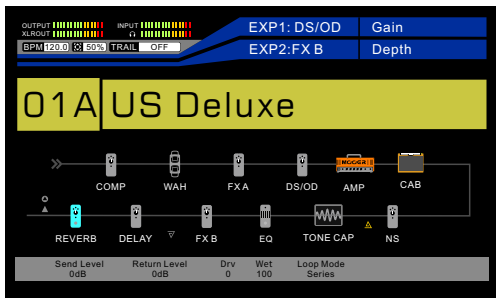 OUTPUT INPUT EXP1: DS/OD Gain
XLROUT
BPM 120.0 50% TRAIL OFF EXP2:FX B Depth
01A US Deluxe
MOOER
COMP WAH FX A DS/OD AMP CAB
REVERB DELAY FX B EQ TONE CAP NS
Send Level Return Level Drv Wet Loop Mode
0dB 0dB 0 100 Series